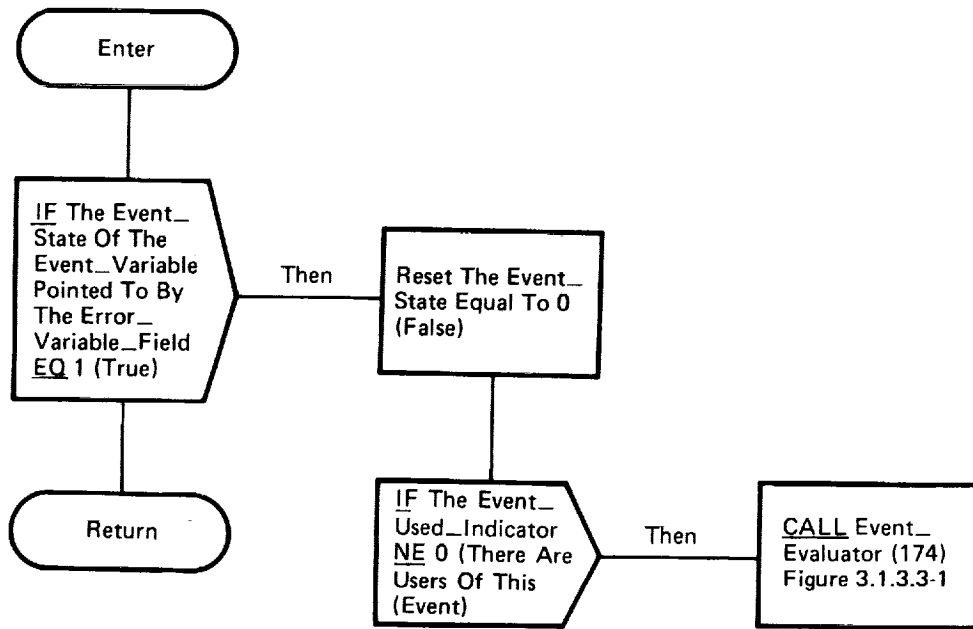 Enter
IF The Event_
State Of The
Event_Variable
Pointed To By
The Error_
Variable_Field
EQ 1 (True)
Then
Reset The Event_
State Equal To 0
(False)
Return
IF The Event_
Used_Indicator
NE 0 (There Are
Users Of This
(Event)
Then
CALL Event_
Evaluator (174)
Figure 3.1.3.3-1